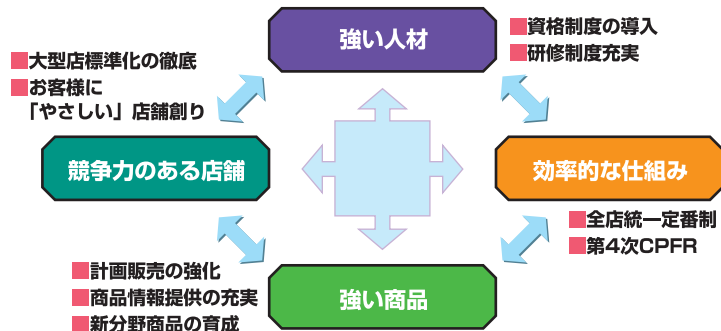 強い人材
■資格制度の導入
■研修制度充実
■大型店標準化の徹底
■お客様に
「やさしい」店舗創り
競争力のある店舗
効率的な仕組み
■全店統一定番制
■第4次CPFR
■計画販売の強化
■商品情報提供の充実
■新分野商品の育成
強い商品